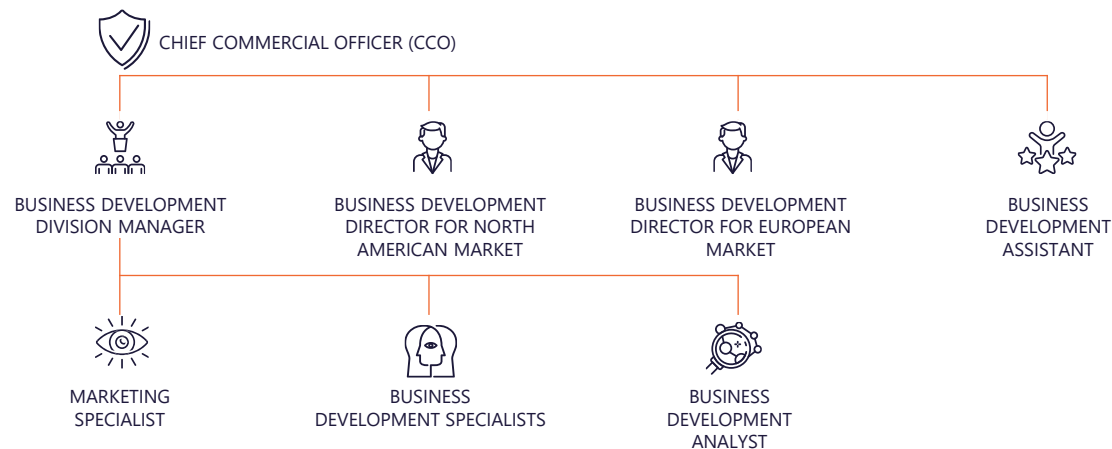 CHIEF COMMERCIAL OFFICER (CCO)
BUSINESS DEVELOPMENT
DIVISION MANAGER
BUSINESS DEVELOPMENT
DIRECTOR FOR NORTH
AMERICAN MARKET
BUSINESS DEVELOPMENT
DIRECTOR FOR EUROPEAN
MARKET
BUSINESS
DEVELOPMENT
ASSISTANT
MARKETING
SPECIALIST
BUSINESS
DEVELOPMENT SPECIALISTS
BUSINESS
DEVELOPMENT
ANALYST